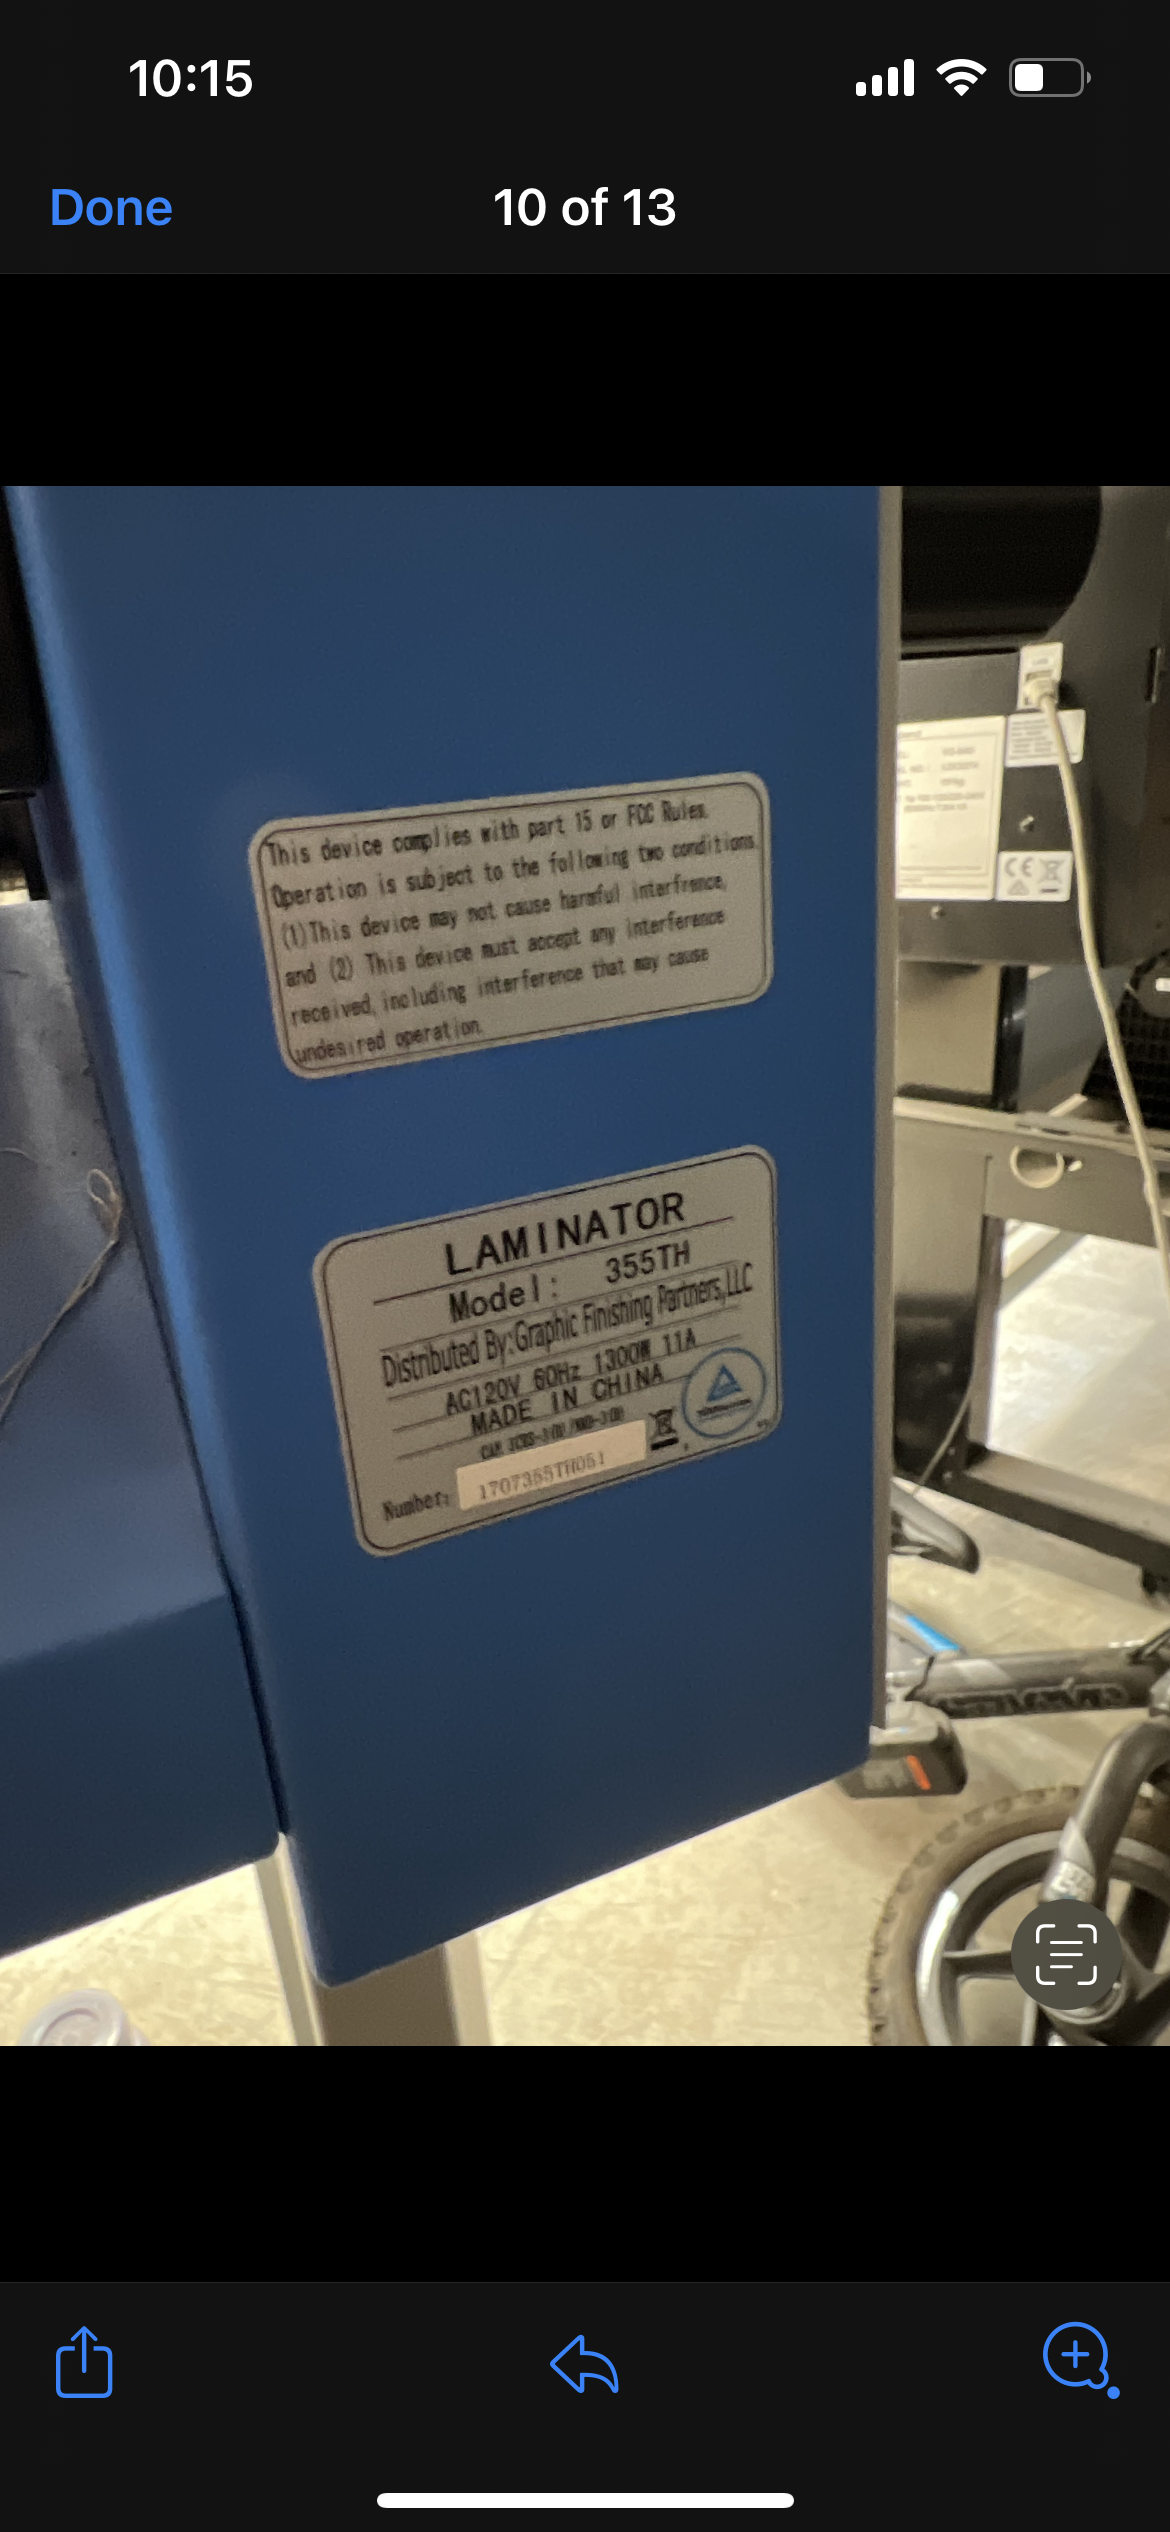 10:15
Done
10 of 13
This device complies with part 15 or FCC Rules.
Operation is subject to the following two conditions.
(1)This device may not cause harmful interfrence,
and (2) This device must accept any interference
received, including interference that may cause
undesired operation.
LAMINATOR
Model: 355TH
Distributed By:Graphic Finishing Partners,LLC
AC120V 60Hz 1300W 11A
MADE IN CHINA
Number: 1707355TH051
CE